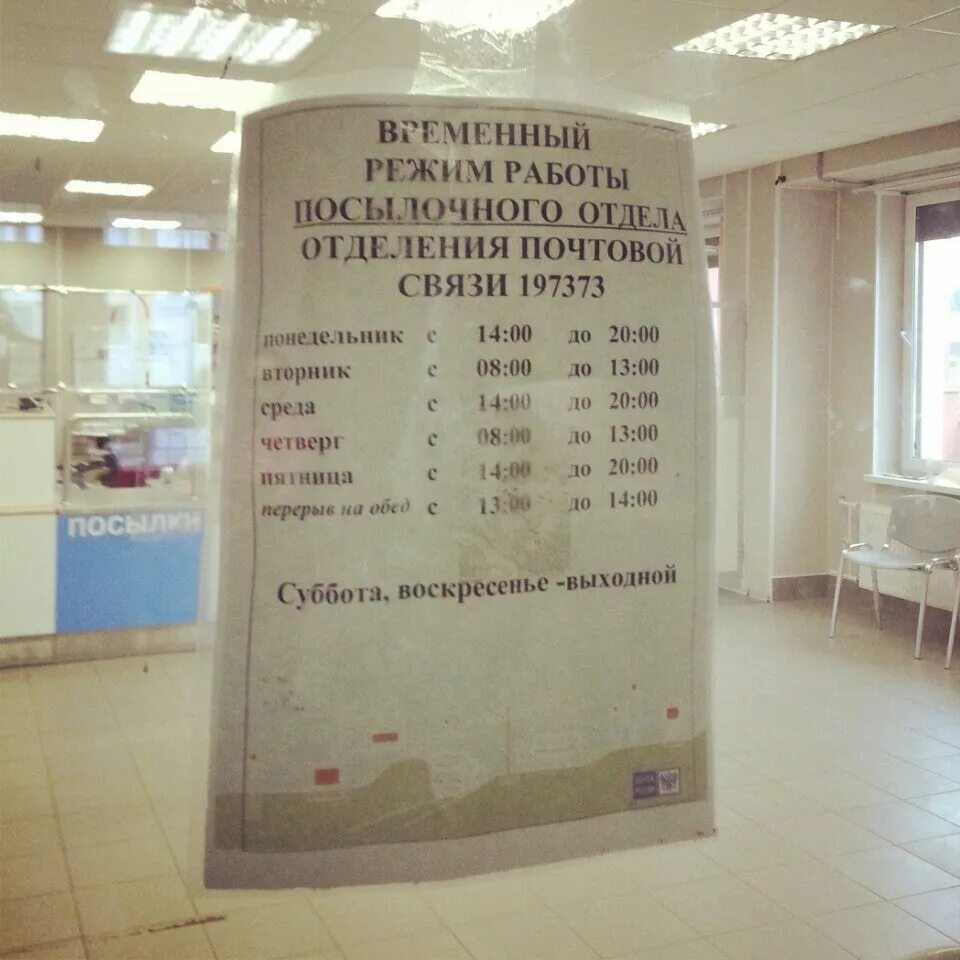 ВРЕМЕННЫЙ
РЕЖИМ РАБОТЫ
ПОСЫЛОЧНОГО ОТДЕЛА
ОТДЕЛЕНИЯ ПОЧТОВОЙ
СВЯЗИ 197373
понедельник с 14:00 до 20:00
вторник с 08:00 до 13:00
среда с 14:00 до 20:00
четверг с 08:00 до 13:00
пятница с 14:00 до 20:00
перерыв на обед с 13:00 до 14:00
Суббота, воскресенье -выходной
ПОСЫЛКИ